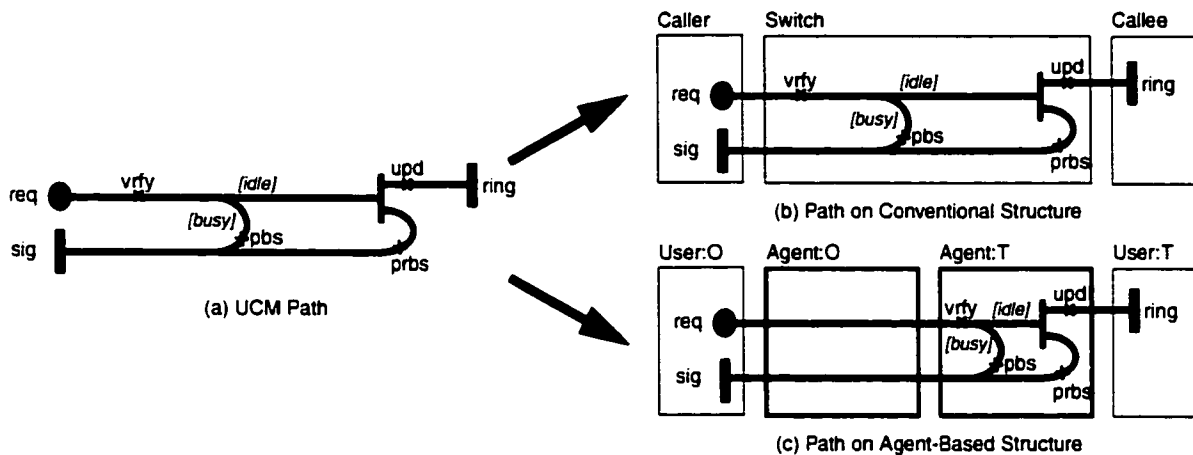 req
vrfy
[idle]
[busy]
upd
ring
sig
pbs
prbs
(a) UCM Path
Caller
Switch
Callee
req
vrfy
[idle]
upd
ring
[busy]
sig
pbs
prbs
(b) Path on Conventional Structure
User:O
Agent:O
Agent:T
User:T
req
vrfy
[idle]
upd
ring
[busy]
sig
pbs
prbs
(c) Path on Agent-Based Structure